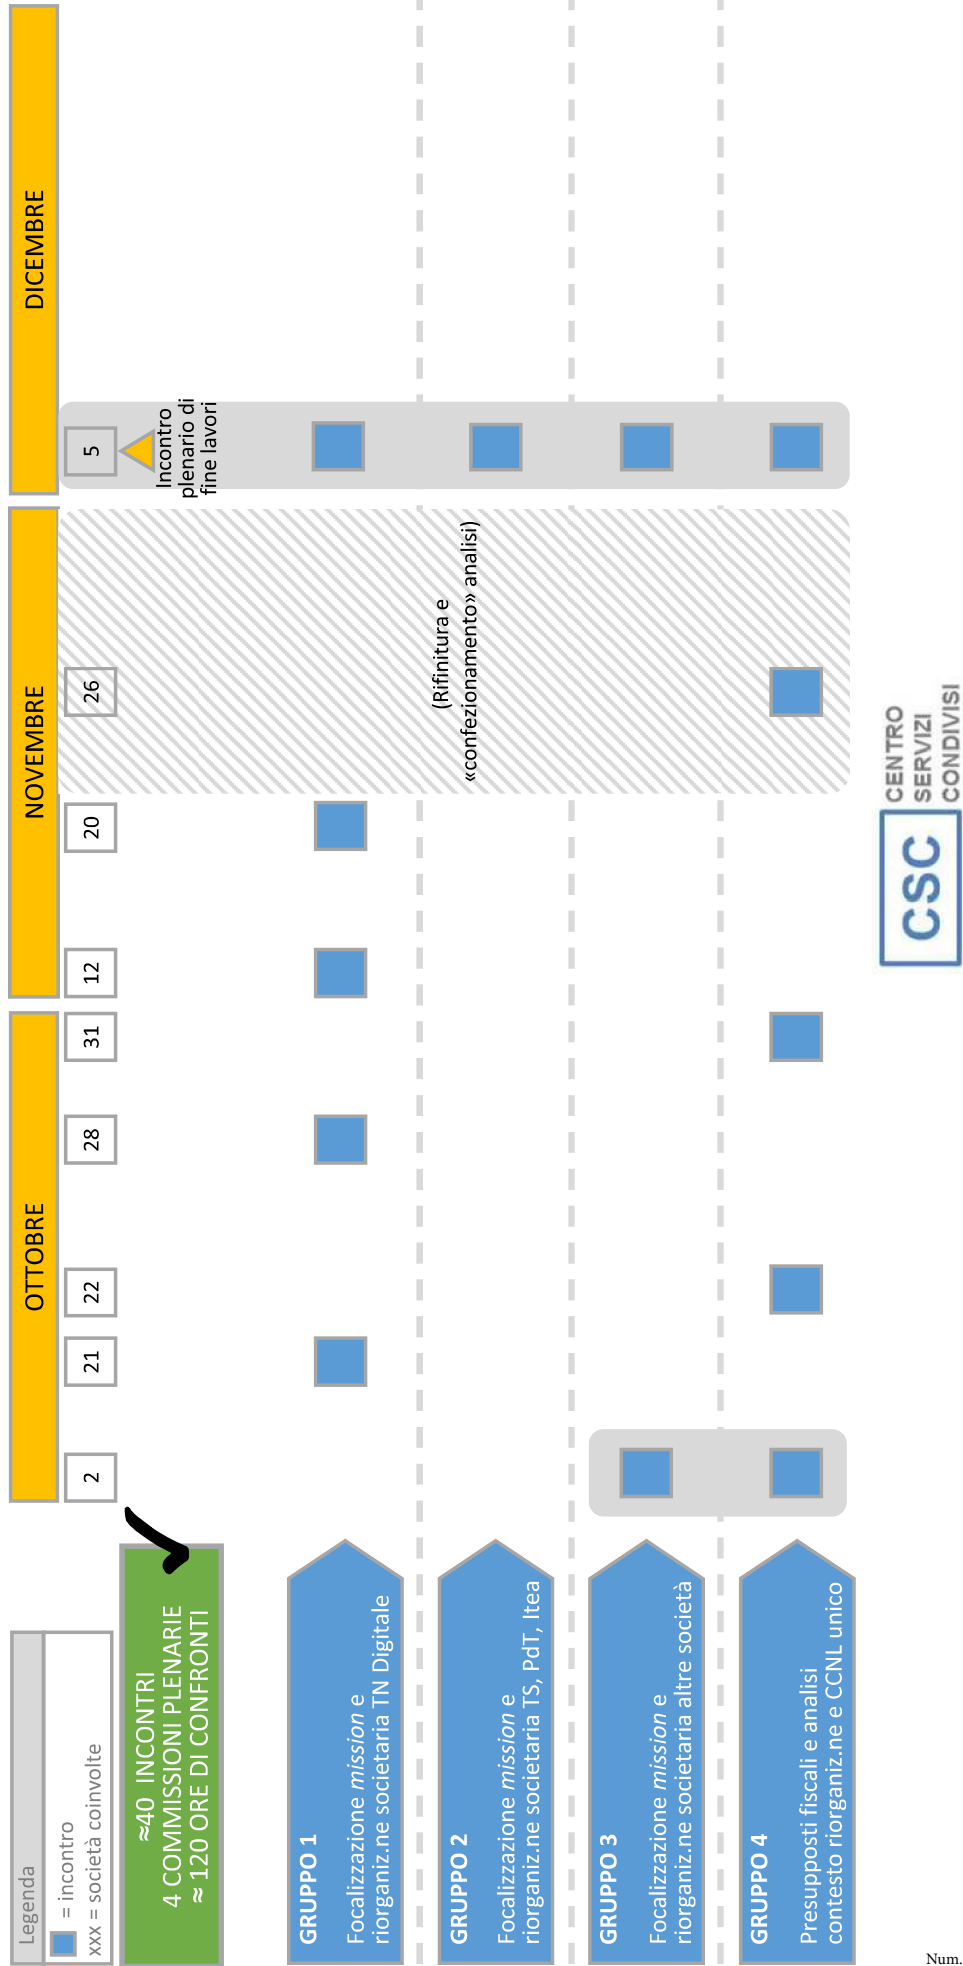 Legenda
= incontro
xxx = società coinvolte
OTTOBRE
NOVEMBRE
DICEMBRE
2
21
22
28
31
12
20
26
5
≈40 INCONTRI
4 COMMISSIONI PLENARIE
≈ 120 ORE DI CONFRONTI
Incontro
plenario di
fine lavori
GRUPPO 1
Focalizzazione mission e
riorganiz.ne societaria TN Digitale
GRUPPO 2
Focalizzazione mission e
riorganiz.ne societaria TS, PdT, Itea
(Rifinitura e
«confezionamento» analisi)
GRUPPO 3
Focalizzazione mission e
riorganiz.ne societaria altre società
GRUPPO 4
Presupposti fiscali e analisi
contesto riorganiz.ne e CCNL unico
CSC
CENTRO
SERVIZI
CONDIVISI
Num.